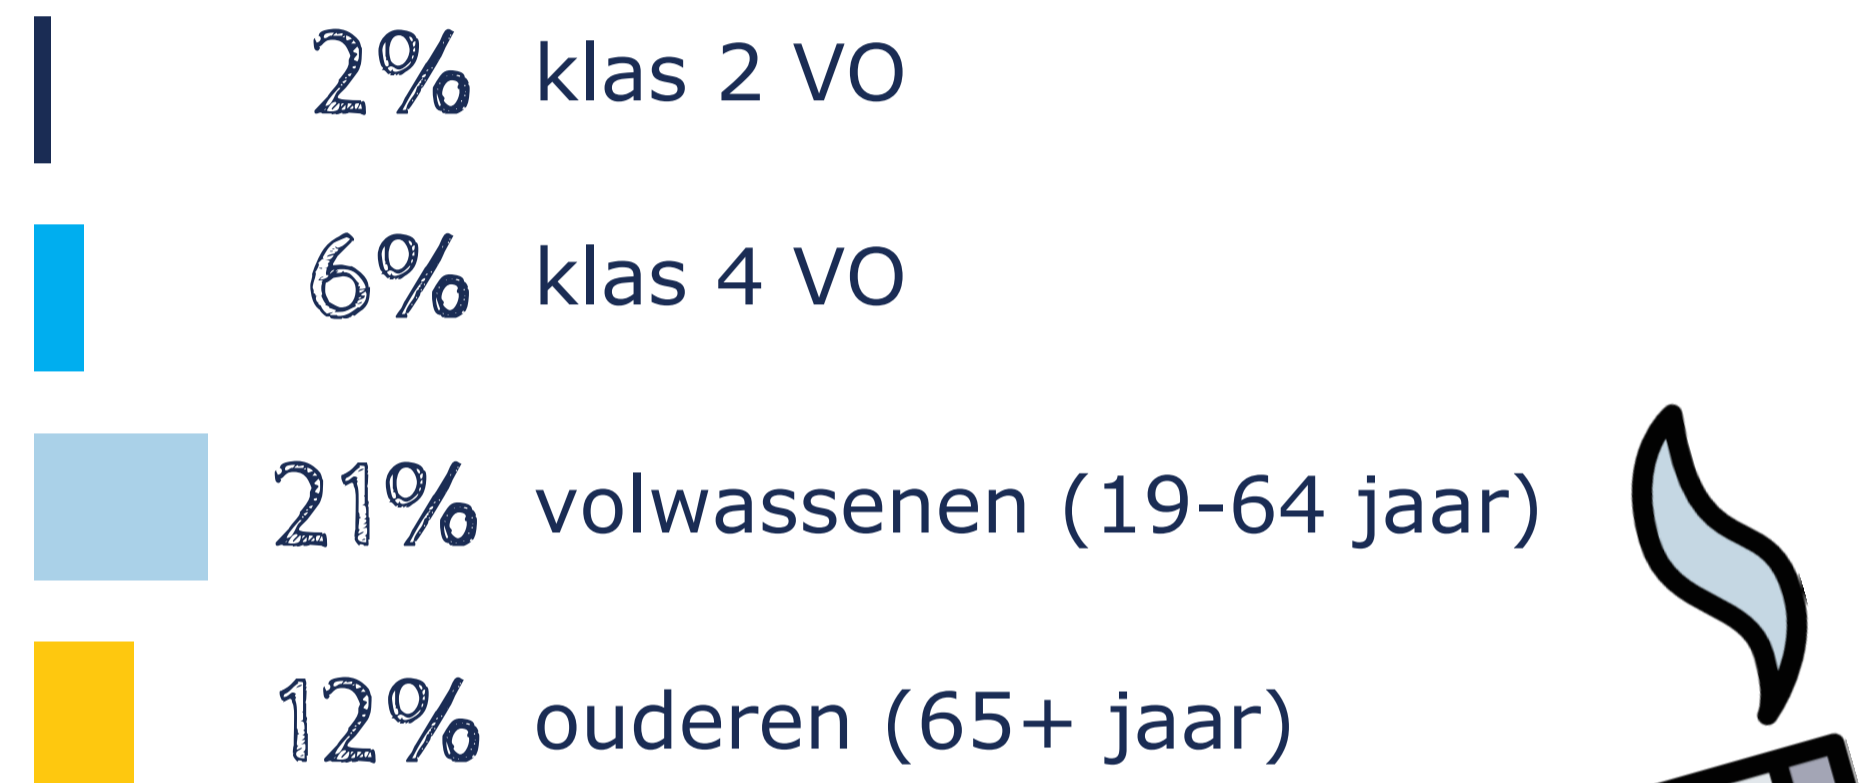 2% klas 2 VO
6% klas 4 VO
21% volwassenen (19-64 jaar)
12% ouderen (65+ jaar)